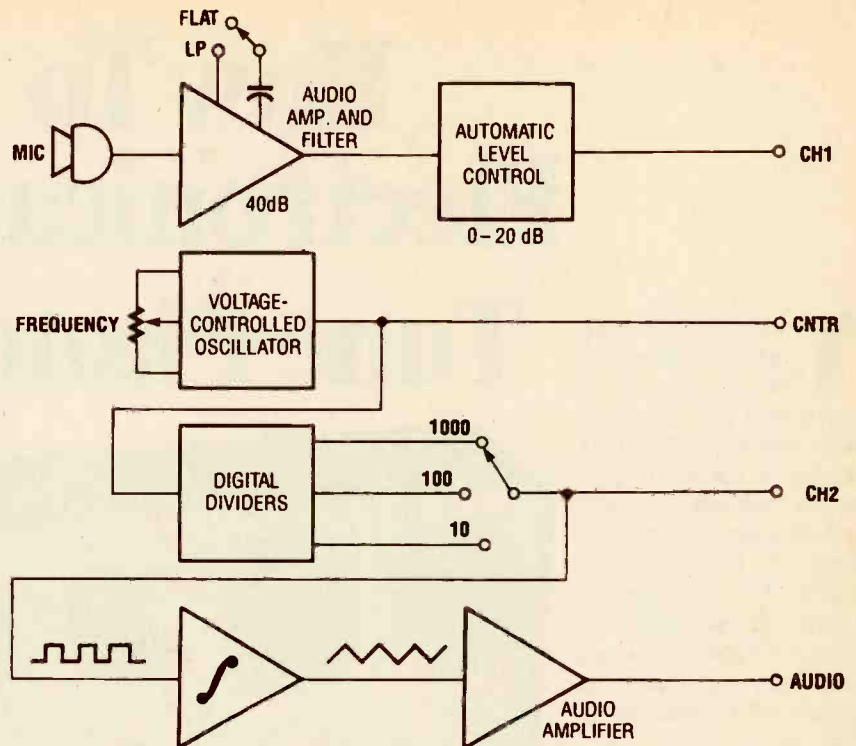 FLAT
LP
AUDIO
AMP. AND
FILTER
MIC
40dB
AUTOMATIC
LEVEL
CONTROL
0–20 dB
CH1
FREQUENCY
VOLTAGE-
CONTROLLED
OSCILLATOR
CNTR
DIGITAL
DIVIDERS
1000
100
10
CH2
∫
AUDIO
AMPLIFIER
AUDIO